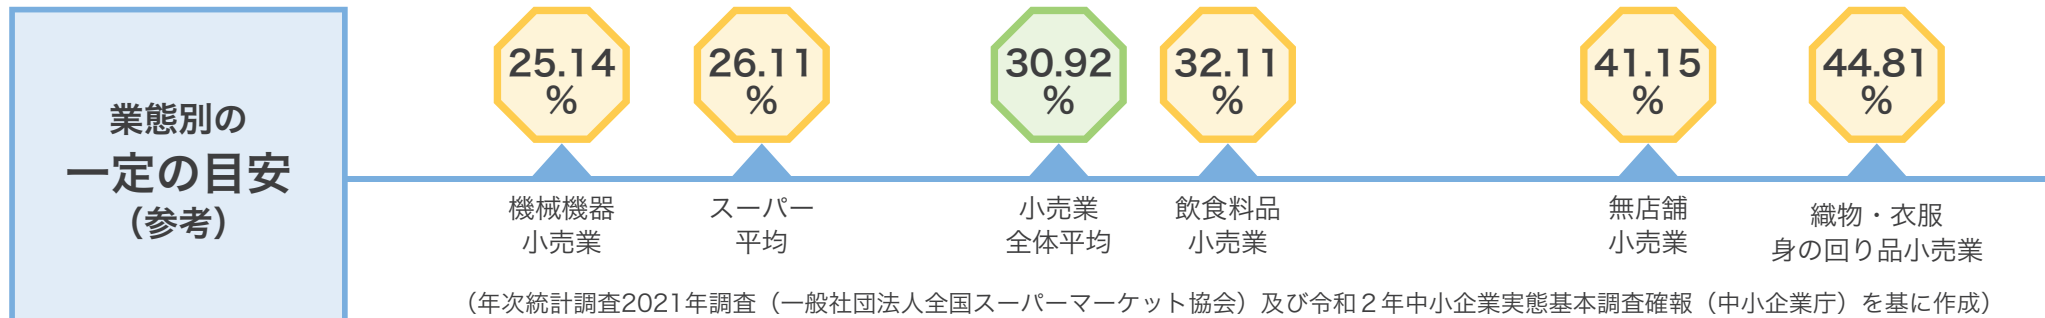 業態別の
一定の目安
（参考）
25.14
%
26.11
%
30.92
%
32.11
%
41.15
%
44.81
%
機械機器
小売業
スーパー
平均
小売業
全体平均
飲食料品
小売業
無店舗
小売業
織物・衣服
身の回り品小売業
（年次統計調査2021年調査（一般社団法人全国スーパーマーケット協会）及び令和２年中小企業実態基本調査確報（中小企業庁）を基に作成）